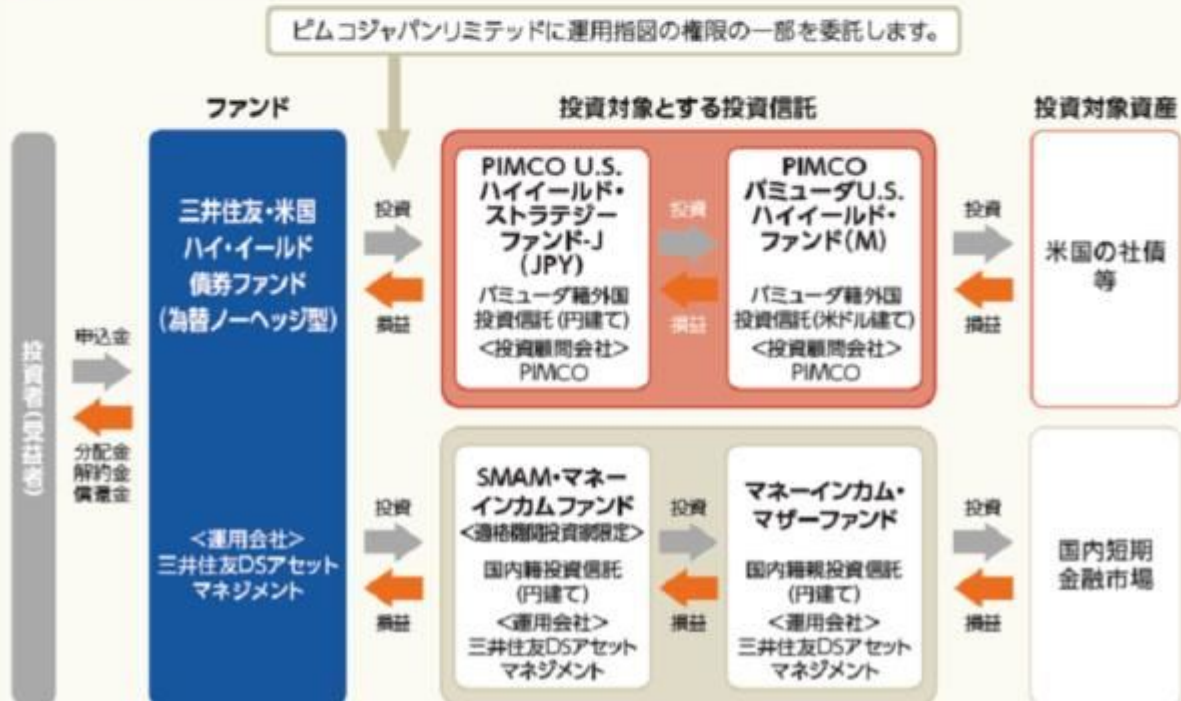 ピムコジャパンリミテッドに運用指図の権限の一部を委託します。
ファンド
投資対象とする投資信託
投資対象資産
投資者(受益者)
申込金
分配金
解約金
償還金
三井住友・米国
ハイ・イールド
債券ファンド
(為替ノーヘッジ型)
<運用会社>
三井住友DSアセット
マネジメント
投資
損益
PIMCO U.S.
ハイイールド・
ストラテジー
ファンド-J
(JPY)
バミューダ籍外国
投資信託(円建て)
<投資顧問会社>
PIMCO
投資
損益
PIMCO
バミューダU.S.
ハイイールド・
ファンド(M)
バミューダ籍外国
投資信託(米ドル建て)
<投資顧問会社>
PIMCO
投資
損益
米国の社債
等
投資
損益
SMAM・マネー
インカムファンド
<適格機関投資家限定>
国内籍投資信託
(円建て)
<運用会社>
三井住友DSアセット
マネジメント
投資
損益
マネーインカム・
マザーファンド
国内籍親投資信託
(円建て)
<運用会社>
三井住友DSアセット
マネジメント
投資
損益
国内短期
金融市場